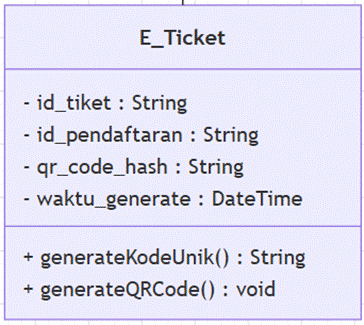 E_Ticket
- id_tiket : String
- id_pendaftaran : String
- qr_code_hash : String
- waktu_generate : DateTime
+ generateKodeUnik() : String
+ generateQRCode() : void